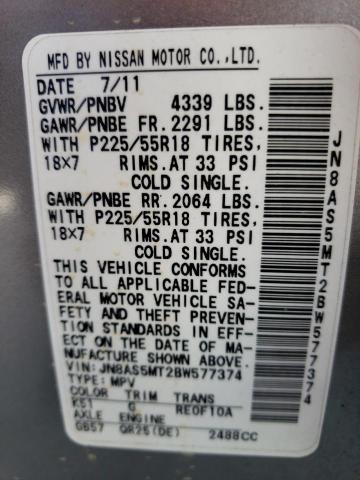 MFD BY NISSAN MOTOR CO.,LTD.
DATE 7/11
GVWR/PNBV 4339 LBS.
GAWR/PNBE FR. 2291 LBS.
WITH P225/55R18 TIRES,
18x7 RIMS.AT 33 PSI
COLD SINGLE.
GAWR/PNBE RR. 2064 LBS.
WITH P225/55R18 TIRES,
18x7 RIMS.AT 33 PSI
COLD SINGLE.
THIS VEHICLE CONFORMS
TO ALL APPLICABLE FED-
ERAL MOTOR VEHICLE SA-
FETY AND THEFT PREVEN-
TION STANDARDS IN EFF-
ECT ON THE DATE OF MA-
NUFACTURE SHOWN ABOVE.
VIN: JN8AS5MT2BW577374
TYPE: MPV
COLOR TRIM TRANS
K51 G RE0F10A
AXLE ENGINE
GB57 QR25(DE) 2488CC
JN8AS5MT2BW577374